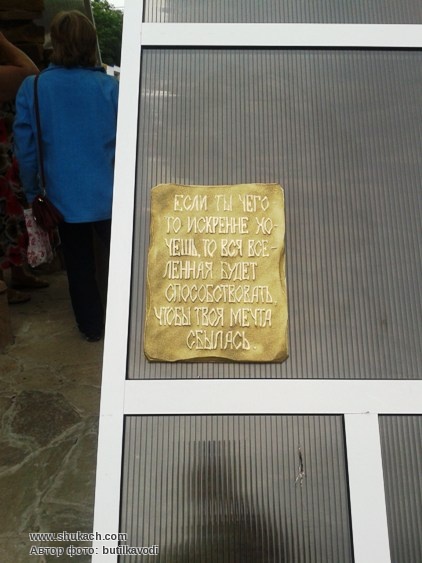 ЕСЛИ ТЫ ЧЕГО
ТО ИСКРЕННЕ ХО-
ЧЕШЬ, ТО ВСЯ ВСЕ-
ЛЕННАЯ БУДЕТ
СПОСОБСТВОВАТЬ,
ЧТОБЫ ТВОЯ МЕЧТА
СБЫЛАСЬ.
www.shukach.com
Автор фото: butilkavodi